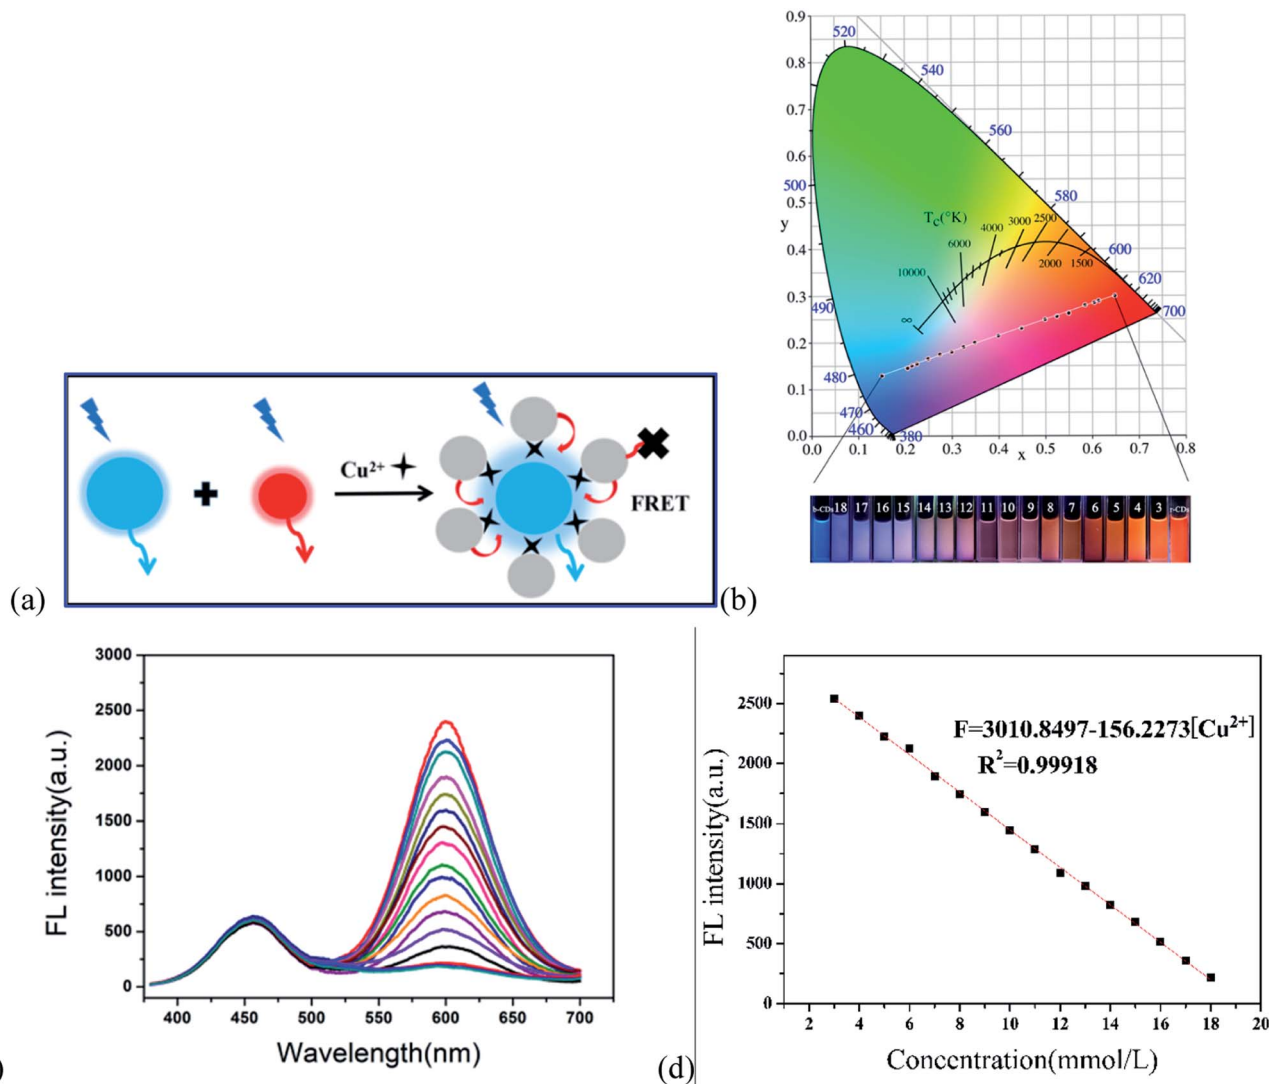 Cu²⁺
FRET
(a)
0.9
0.8
0.7
0.6
0.5
0.4
0.3
0.2
0.1
0.0
y
0.0 0.1 0.2 0.3 0.4 0.5 0.6 0.7 0.8
x
520
540
560
580
600
620
700
500
490
480
470
460
380
Tc(°K)
∞
10000
6000
4000
3000
2500
2000
1500
b-CDs 18 17 16 15 14 13 12 11 10 9 8 7 6 5 4 3 r-CDs
(b)
3000
2500
2000
1500
1000
500
0
FL intensity(a.u.)
400 450 500 550 600 650 700
Wavelength(nm)
)
2500
2000
1500
1000
500
0
FL intensity(a.u.)
F=3010.8497-156.2273[Cu²⁺]
R²=0.99918
2 4 6 8 10 12 14 16 18 20
Concentration(mmol/L)
(d)